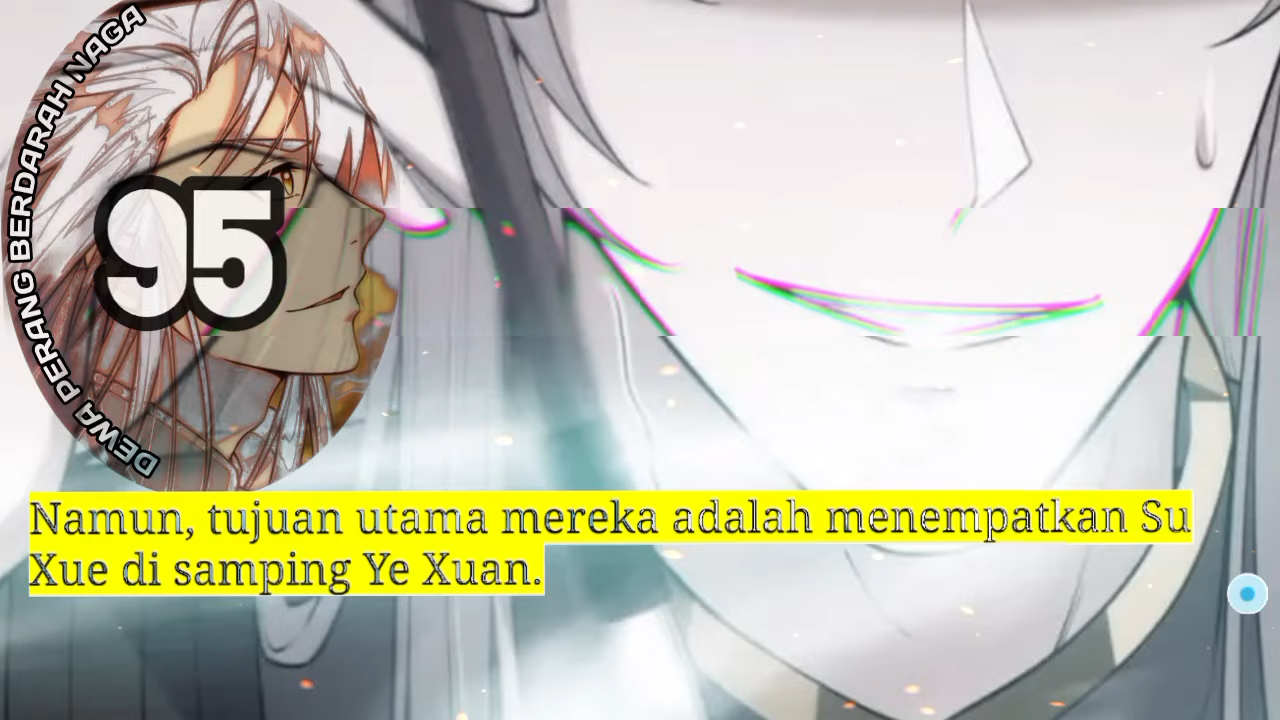 DEWA PERANG BERDARAH NAGA
95
Namun, tujuan utama mereka adalah menempatkan Su
Xue di samping Ye Xuan.